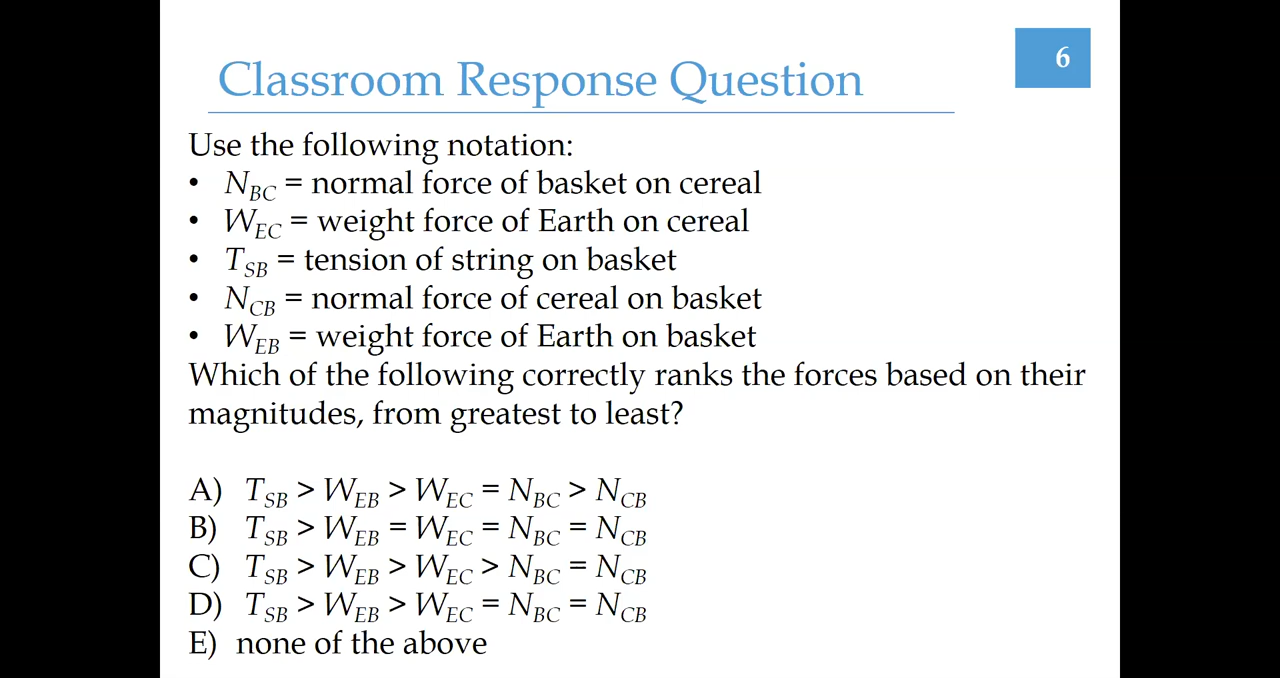 Classroom Response Question
6
Use the following notation:
• N_BC = normal force of basket on cereal
• W_EC = weight force of Earth on cereal
• T_SB = tension of string on basket
• N_CB = normal force of cereal on basket
• W_EB = weight force of Earth on basket
Which of the following correctly ranks the forces based on their
magnitudes, from greatest to least?
A) T_SB > W_EB > W_EC = N_BC > N_CB
B) T_SB > W_EB = W_EC = N_BC = N_CB
C) T_SB > W_EB > W_EC > N_BC = N_CB
D) T_SB > W_EB > W_EC = N_BC = N_CB
E) none of the above